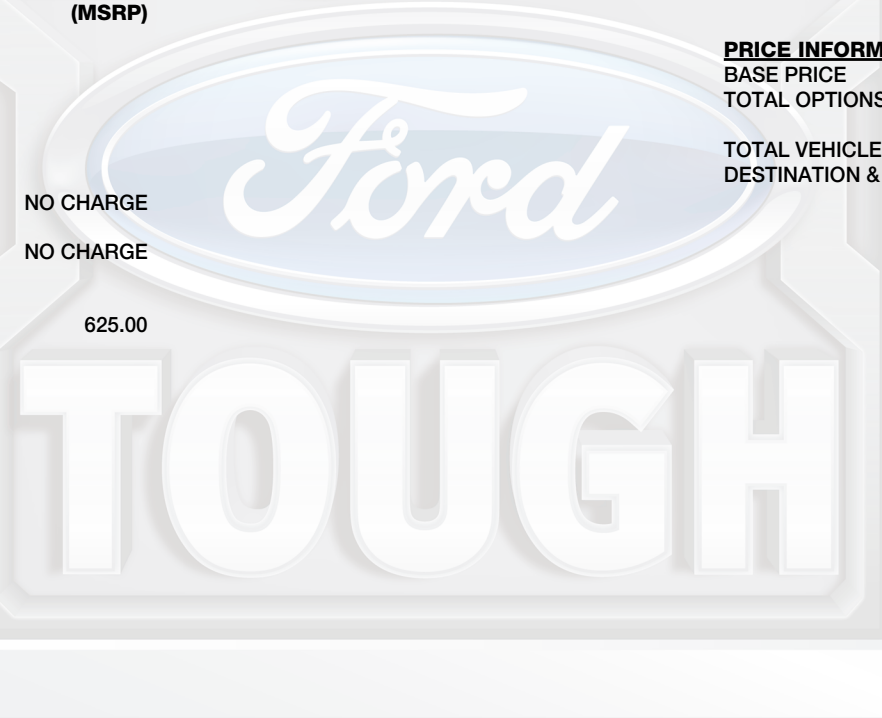 (MSRP)
NO CHARGE
NO CHARGE
625.00
PRICE INFORM
BASE PRICE
TOTAL OPTIONS
TOTAL VEHICLE
DESTINATION &
Ford
TOUGH